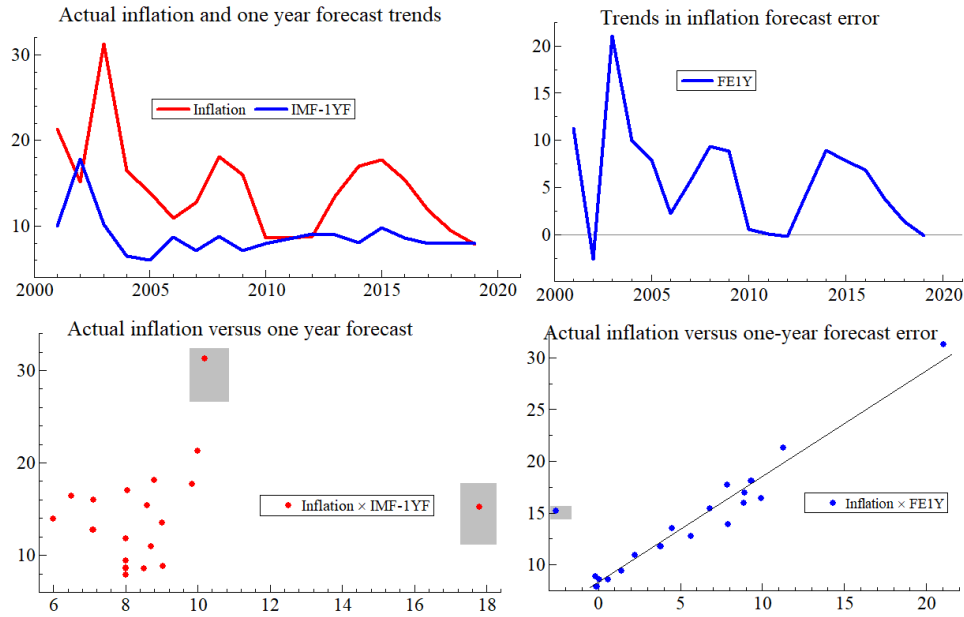 Actual inflation and one year forecast trends
30
20
10
Inflation IMF-1YF
2000 2005 2010 2015 2020
Trends in inflation forecast error
20
15
10
5
0
FE1Y
2000 2005 2010 2015 2020
Actual inflation versus one year forecast
30
20
10
Inflation × IMF-1YF
6 8 10 12 14 16 18
Actual inflation versus one-year forecast error
30
25
20
15
10
Inflation × FE1Y
0 5 10 15 20